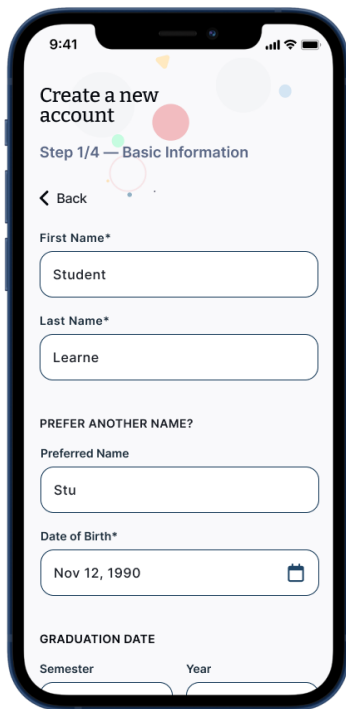 9:41
Create a new
account
Step 1/4 — Basic Information
Back
First Name*
Student
Last Name*
Learne
PREFER ANOTHER NAME?
Preferred Name
Stu
Date of Birth*
Nov 12, 1990
GRADUATION DATE
Semester Year